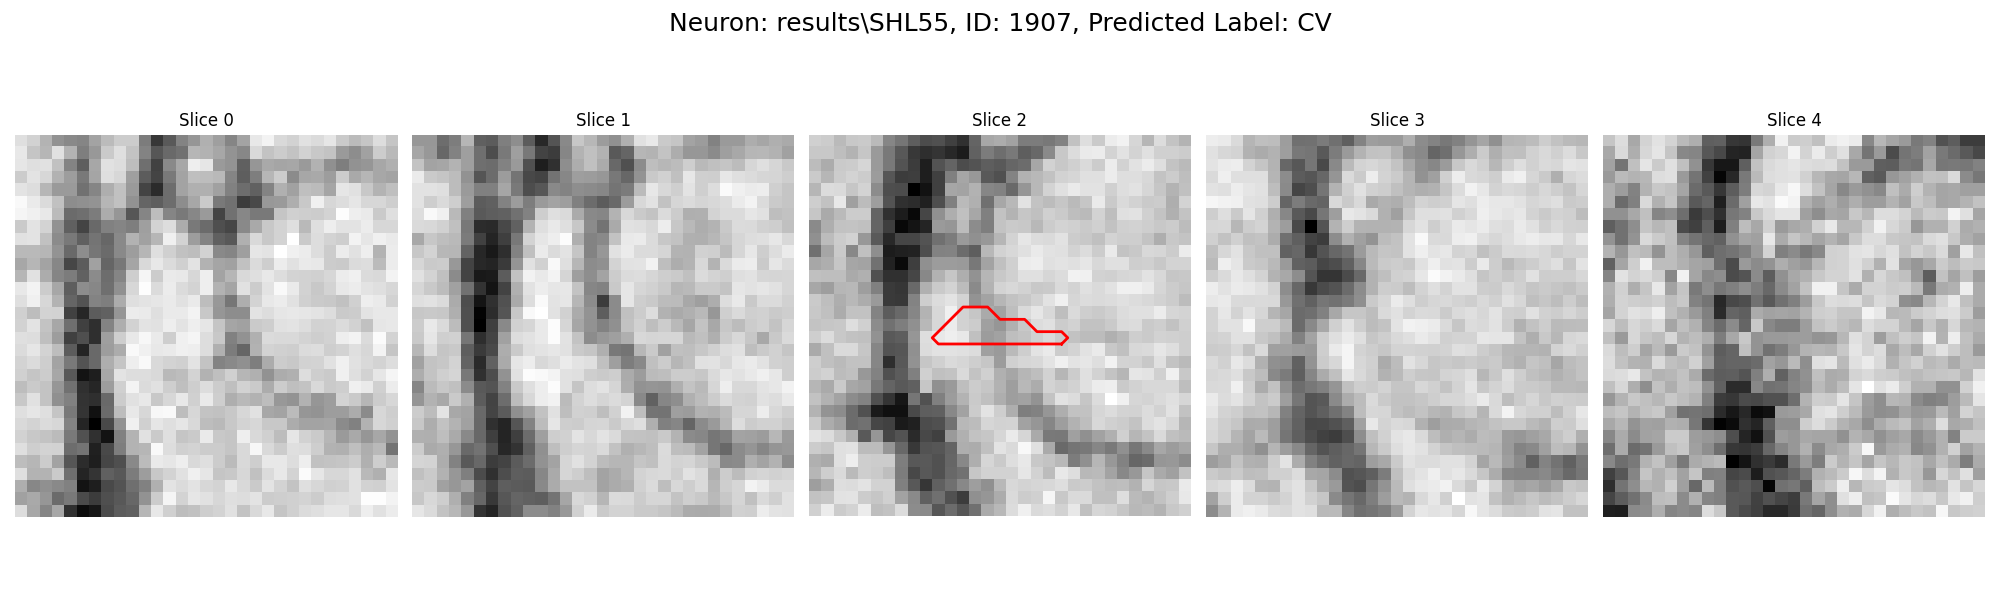 Neuron: results\SHL55, ID: 1907, Predicted Label: CV
Slice 0
Slice 1
Slice 2
Slice 3
Slice 4